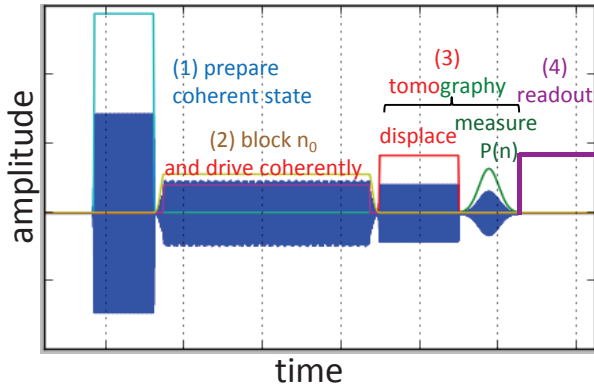 (1) prepare
coherent state
(2) block n₀
and drive coherently
(3)
tomography
displace
measure
P(n)
(4)
readout
amplitude
time